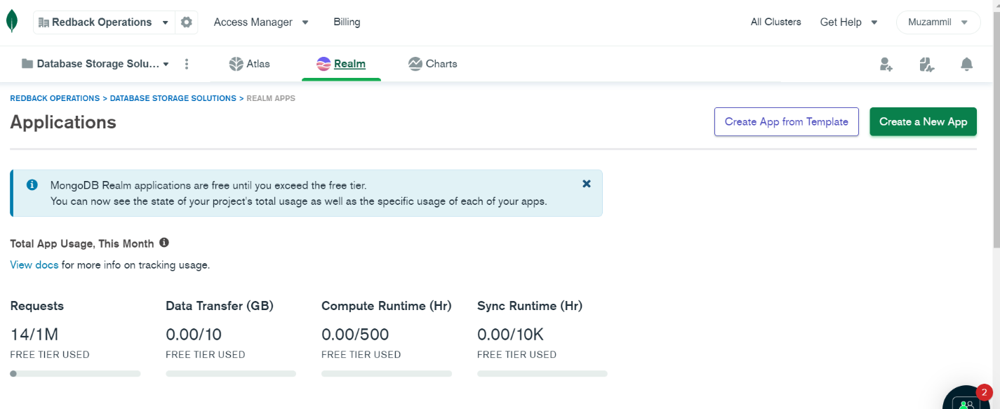 Redback Operations
Access Manager
Billing
All Clusters
Get Help
Muzammil
Database Storage Solu...
Atlas
Realm
Charts
REDBACK OPERATIONS > DATABASE STORAGE SOLUTIONS > REALM APPS
Applications
Create App from Template
Create a New App
MongoDB Realm applications are free until you exceed the free tier.
You can now see the state of your project's total usage as well as the specific usage of each of your apps.
Total App Usage, This Month
View docs for more info on tracking usage.
Requests
14/1M
FREE TIER USED
Data Transfer (GB)
0.00/10
FREE TIER USED
Compute Runtime (Hr)
0.00/500
FREE TIER USED
Sync Runtime (Hr)
0.00/10K
FREE TIER USED
2